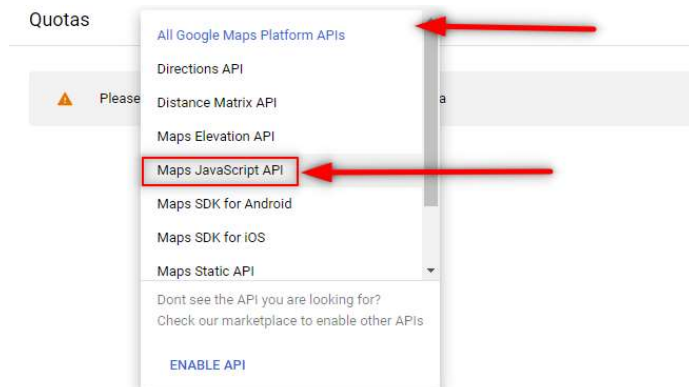 Quotas
All Google Maps Platform APIs
Directions API
Please
Distance Matrix API
a
Maps Elevation API
Maps JavaScript API
Maps SDK for Android
Maps SDK for iOS
Maps Static API
Dont see the API you are looking for?
Check our marketplace to enable other APIs
ENABLE API